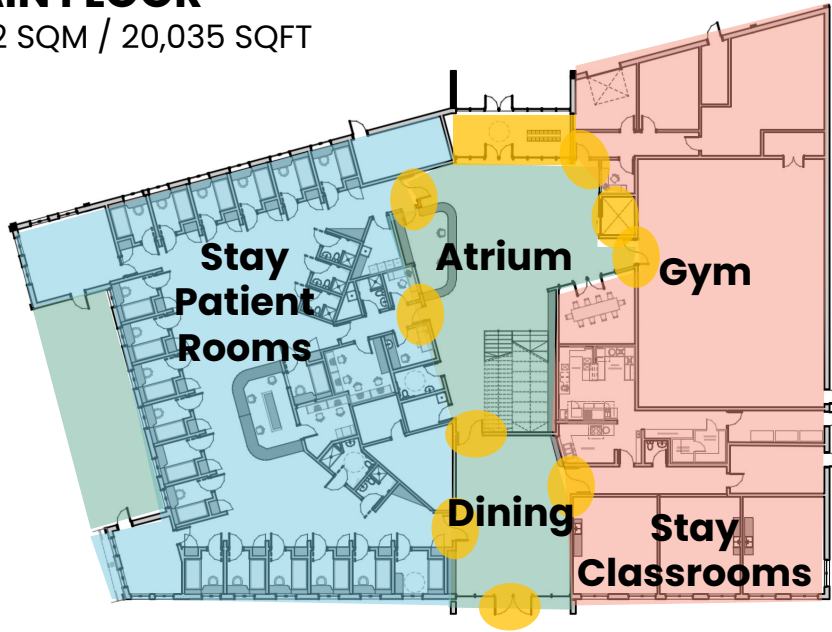 2 SQM / 20,035 SQFT
Stay
Patient
Rooms
Atrium
Gym
Dining
Stay
Classrooms